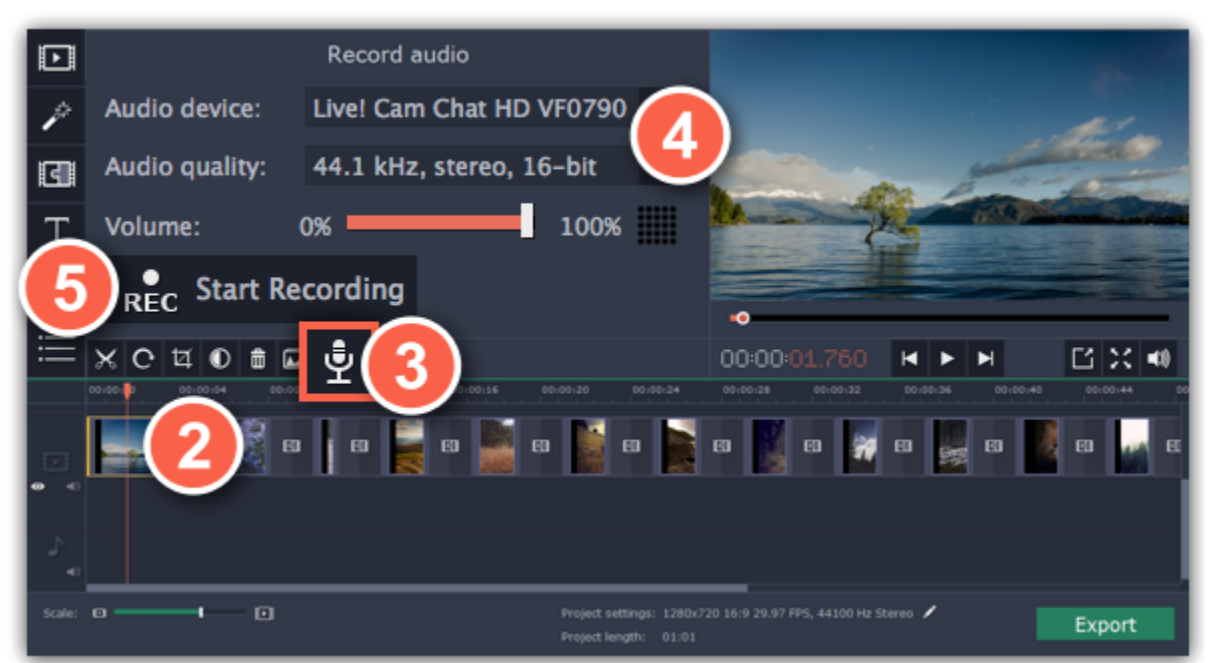 Record audio
Audio device:
Live! Cam Chat HD VF0790
4
Audio quality:
44.1 kHz, stereo, 16-bit
T
Volume:
0%
100%
5
REC
Start Recording
3
00:00:01.760
00:00:04
00:00:16
00:00:20
00:00:24
00:00:28
00:00:32
00:00:36
00:00:40
00:00:44
2
Scale:
Project settings: 1280x720 16:9 29.97 FPS, 44100 Hz Stereo
Project length: 01:01
Export